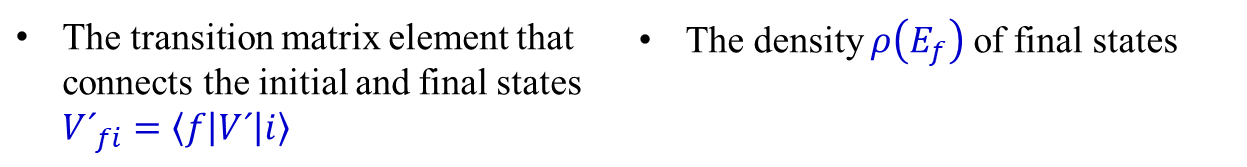 • The transition matrix element that
connects the initial and final states
V´fi = ⟨f|V´|i⟩
• The density ρ(Ef) of final states